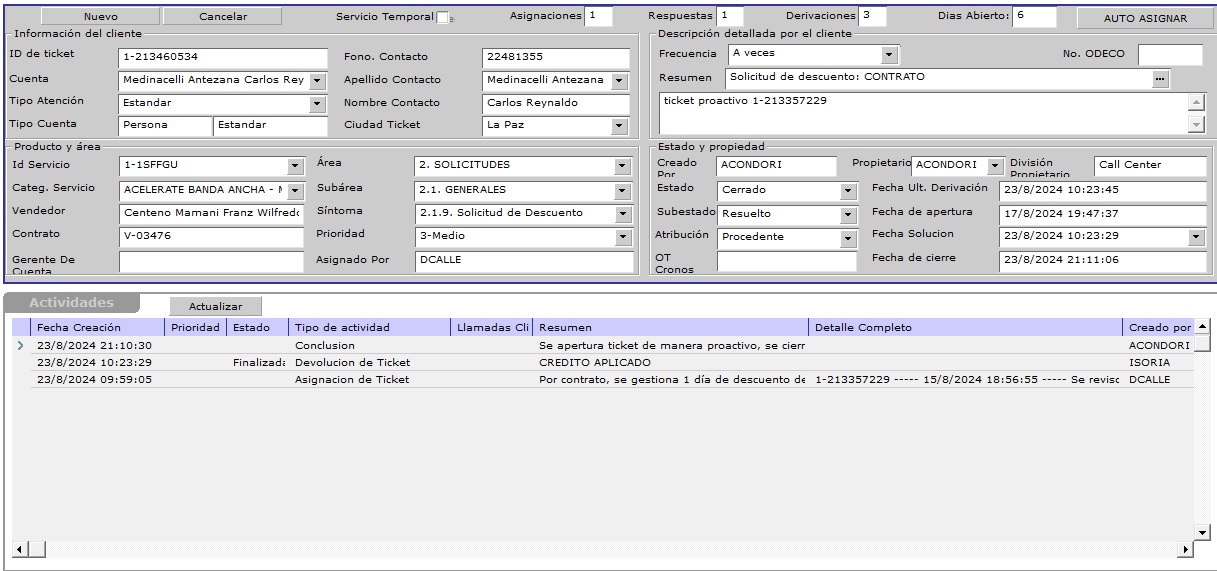 Nuevo Cancelar Servicio Temporal Asignaciones 1 Respuestas 1 Derivaciones 3 Dias Abierto: 6 AUTO ASIGNAR
Información del cliente
ID de ticket 1-213460534 Fono. Contacto 22481355
Cuenta Medinacelli Antezana Carlos Rey Apellido Contacto Medinacelli Antezana
Tipo Atención Estandar Nombre Contacto Carlos Reynaldo
Tipo Cuenta Persona Estandar Ciudad Ticket La Paz
Descripción detallada por el cliente
Frecuencia A veces No. ODECO
Resumen Solicitud de descuento: CONTRATO ...
ticket proactivo 1-213357229
Producto y área
Id Servicio 1-1SFFGU Área 2. SOLICITUDES
Categ. Servicio ACELERATE BANDA ANCHA - Subárea 2.1. GENERALES
Vendedor Centeno Mamani Franz Wilfredo Síntoma 2.1.9. Solicitud de Descuento
Contrato V-03476 Prioridad 3-Medio
Gerente De Cuenta Asignado Por DCALLE
Estado y propiedad
Creado Por ACONDORI Propietario ACONDORI División Propietario Call Center
Estado Cerrado Fecha Ult. Derivación 23/8/2024 10:23:45
Subestado Resuelto Fecha de apertura 17/8/2024 19:47:37
Atribución Procedente Fecha Solucion 23/8/2024 10:23:29
OT Cronos Fecha de cierre 23/8/2024 21:11:06
Actividades Actualizar
Fecha Creación Prioridad Estado Tipo de actividad Llamadas Cli Resumen Detalle Completo Creado por
23/8/2024 21:10:30 Conclusion Se apertura ticket de manera proactivo, se cierr ACONDORI
23/8/2024 10:23:29 Finalizada Devolucion de Ticket CREDITO APLICADO ISORIA
23/8/2024 09:59:05 Asignacion de Ticket Por contrato, se gestiona 1 día de descuento de 1-213357229 ----- 15/8/2024 18:56:55 ----- Se revisc DCALLE